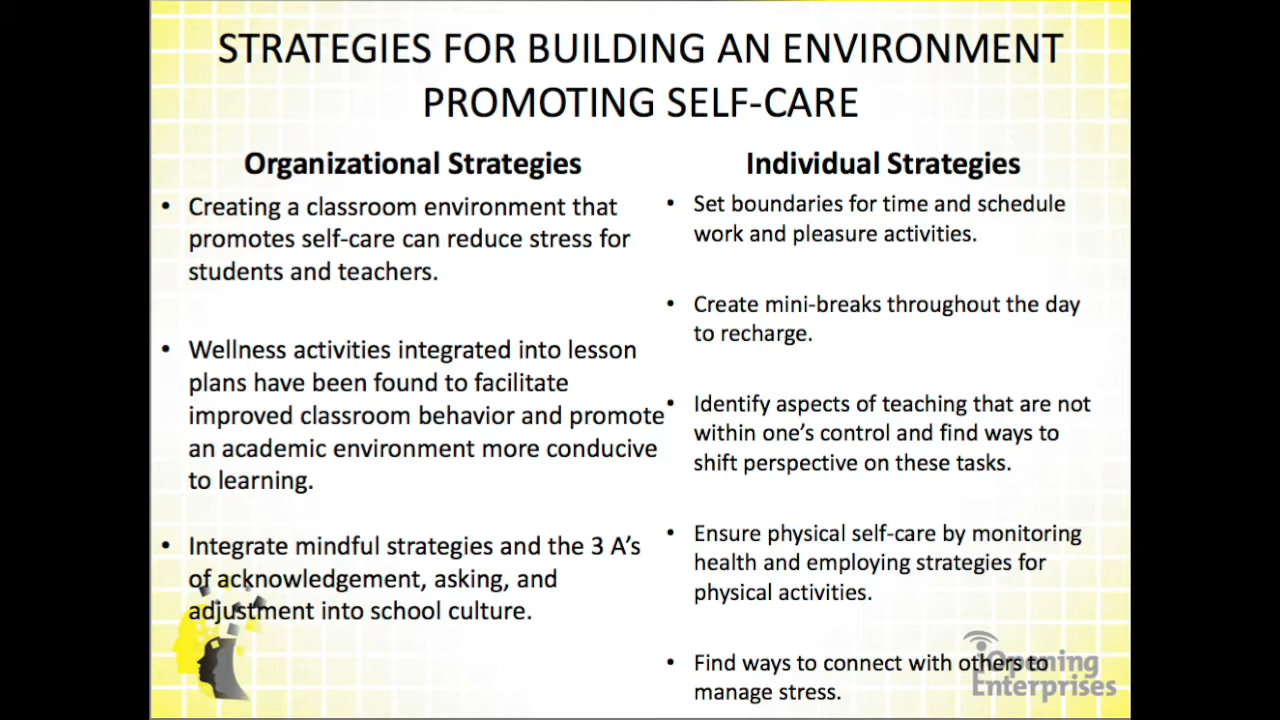 STRATEGIES FOR BUILDING AN ENVIRONMENT
PROMOTING SELF-CARE
Organizational Strategies
• Creating a classroom environment that
promotes self-care can reduce stress for
students and teachers.
• Wellness activities integrated into lesson
plans have been found to facilitate
improved classroom behavior and promote
an academic environment more conducive
to learning.
• Integrate mindful strategies and the 3 A’s
of acknowledgement, asking, and
adjustment into school culture.
Individual Strategies
• Set boundaries for time and schedule
work and pleasure activities.
• Create mini-breaks throughout the day
to recharge.
• Identify aspects of teaching that are not
within one’s control and find ways to
shift perspective on these tasks.
• Ensure physical self-care by monitoring
health and employing strategies for
physical activities.
• Find ways to connect with others to
manage stress.
iOpening
Enterprises